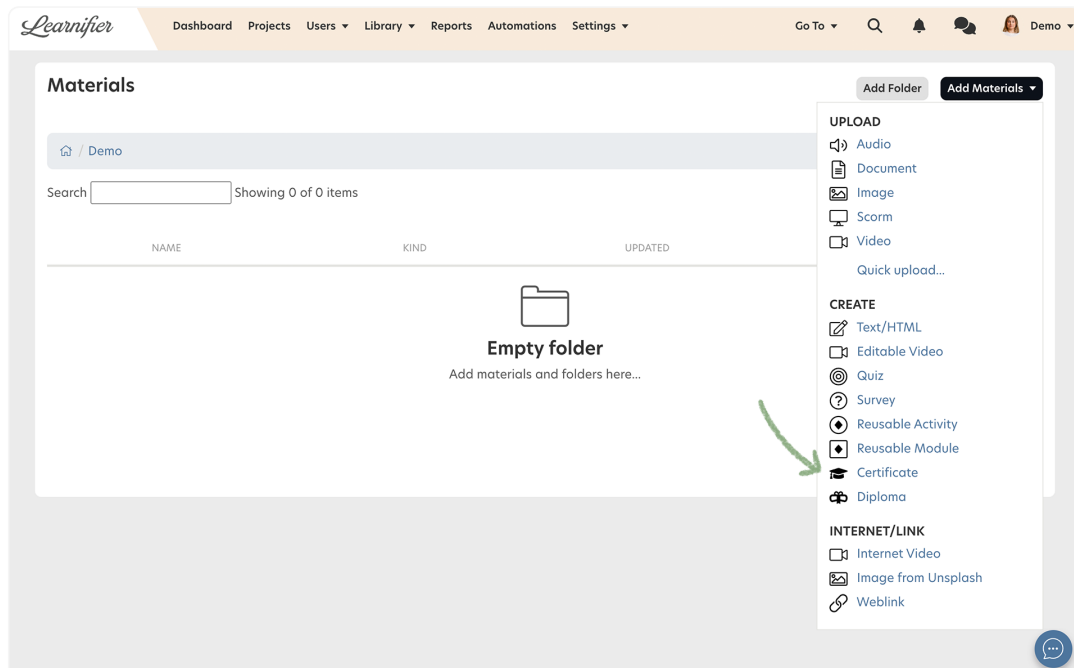 Learnifier
Dashboard Projects Users Library Reports Automations Settings Go To Demo
Materials
Add Folder Add Materials
Demo
Search Showing 0 of 0 items
NAME KIND UPDATED
Empty folder
Add materials and folders here...
UPLOAD
Audio
Document
Image
Scorm
Video
Quick upload...
CREATE
Text/HTML
Editable Video
Quiz
Survey
Reusable Activity
Reusable Module
Certificate
Diploma
INTERNET/LINK
Internet Video
Image from Unsplash
Weblink